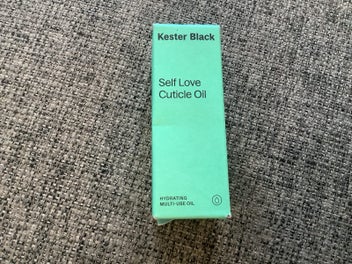 Kester Black
Self Love
Cuticle Oil
HYDRATING
MULTI-USE OIL